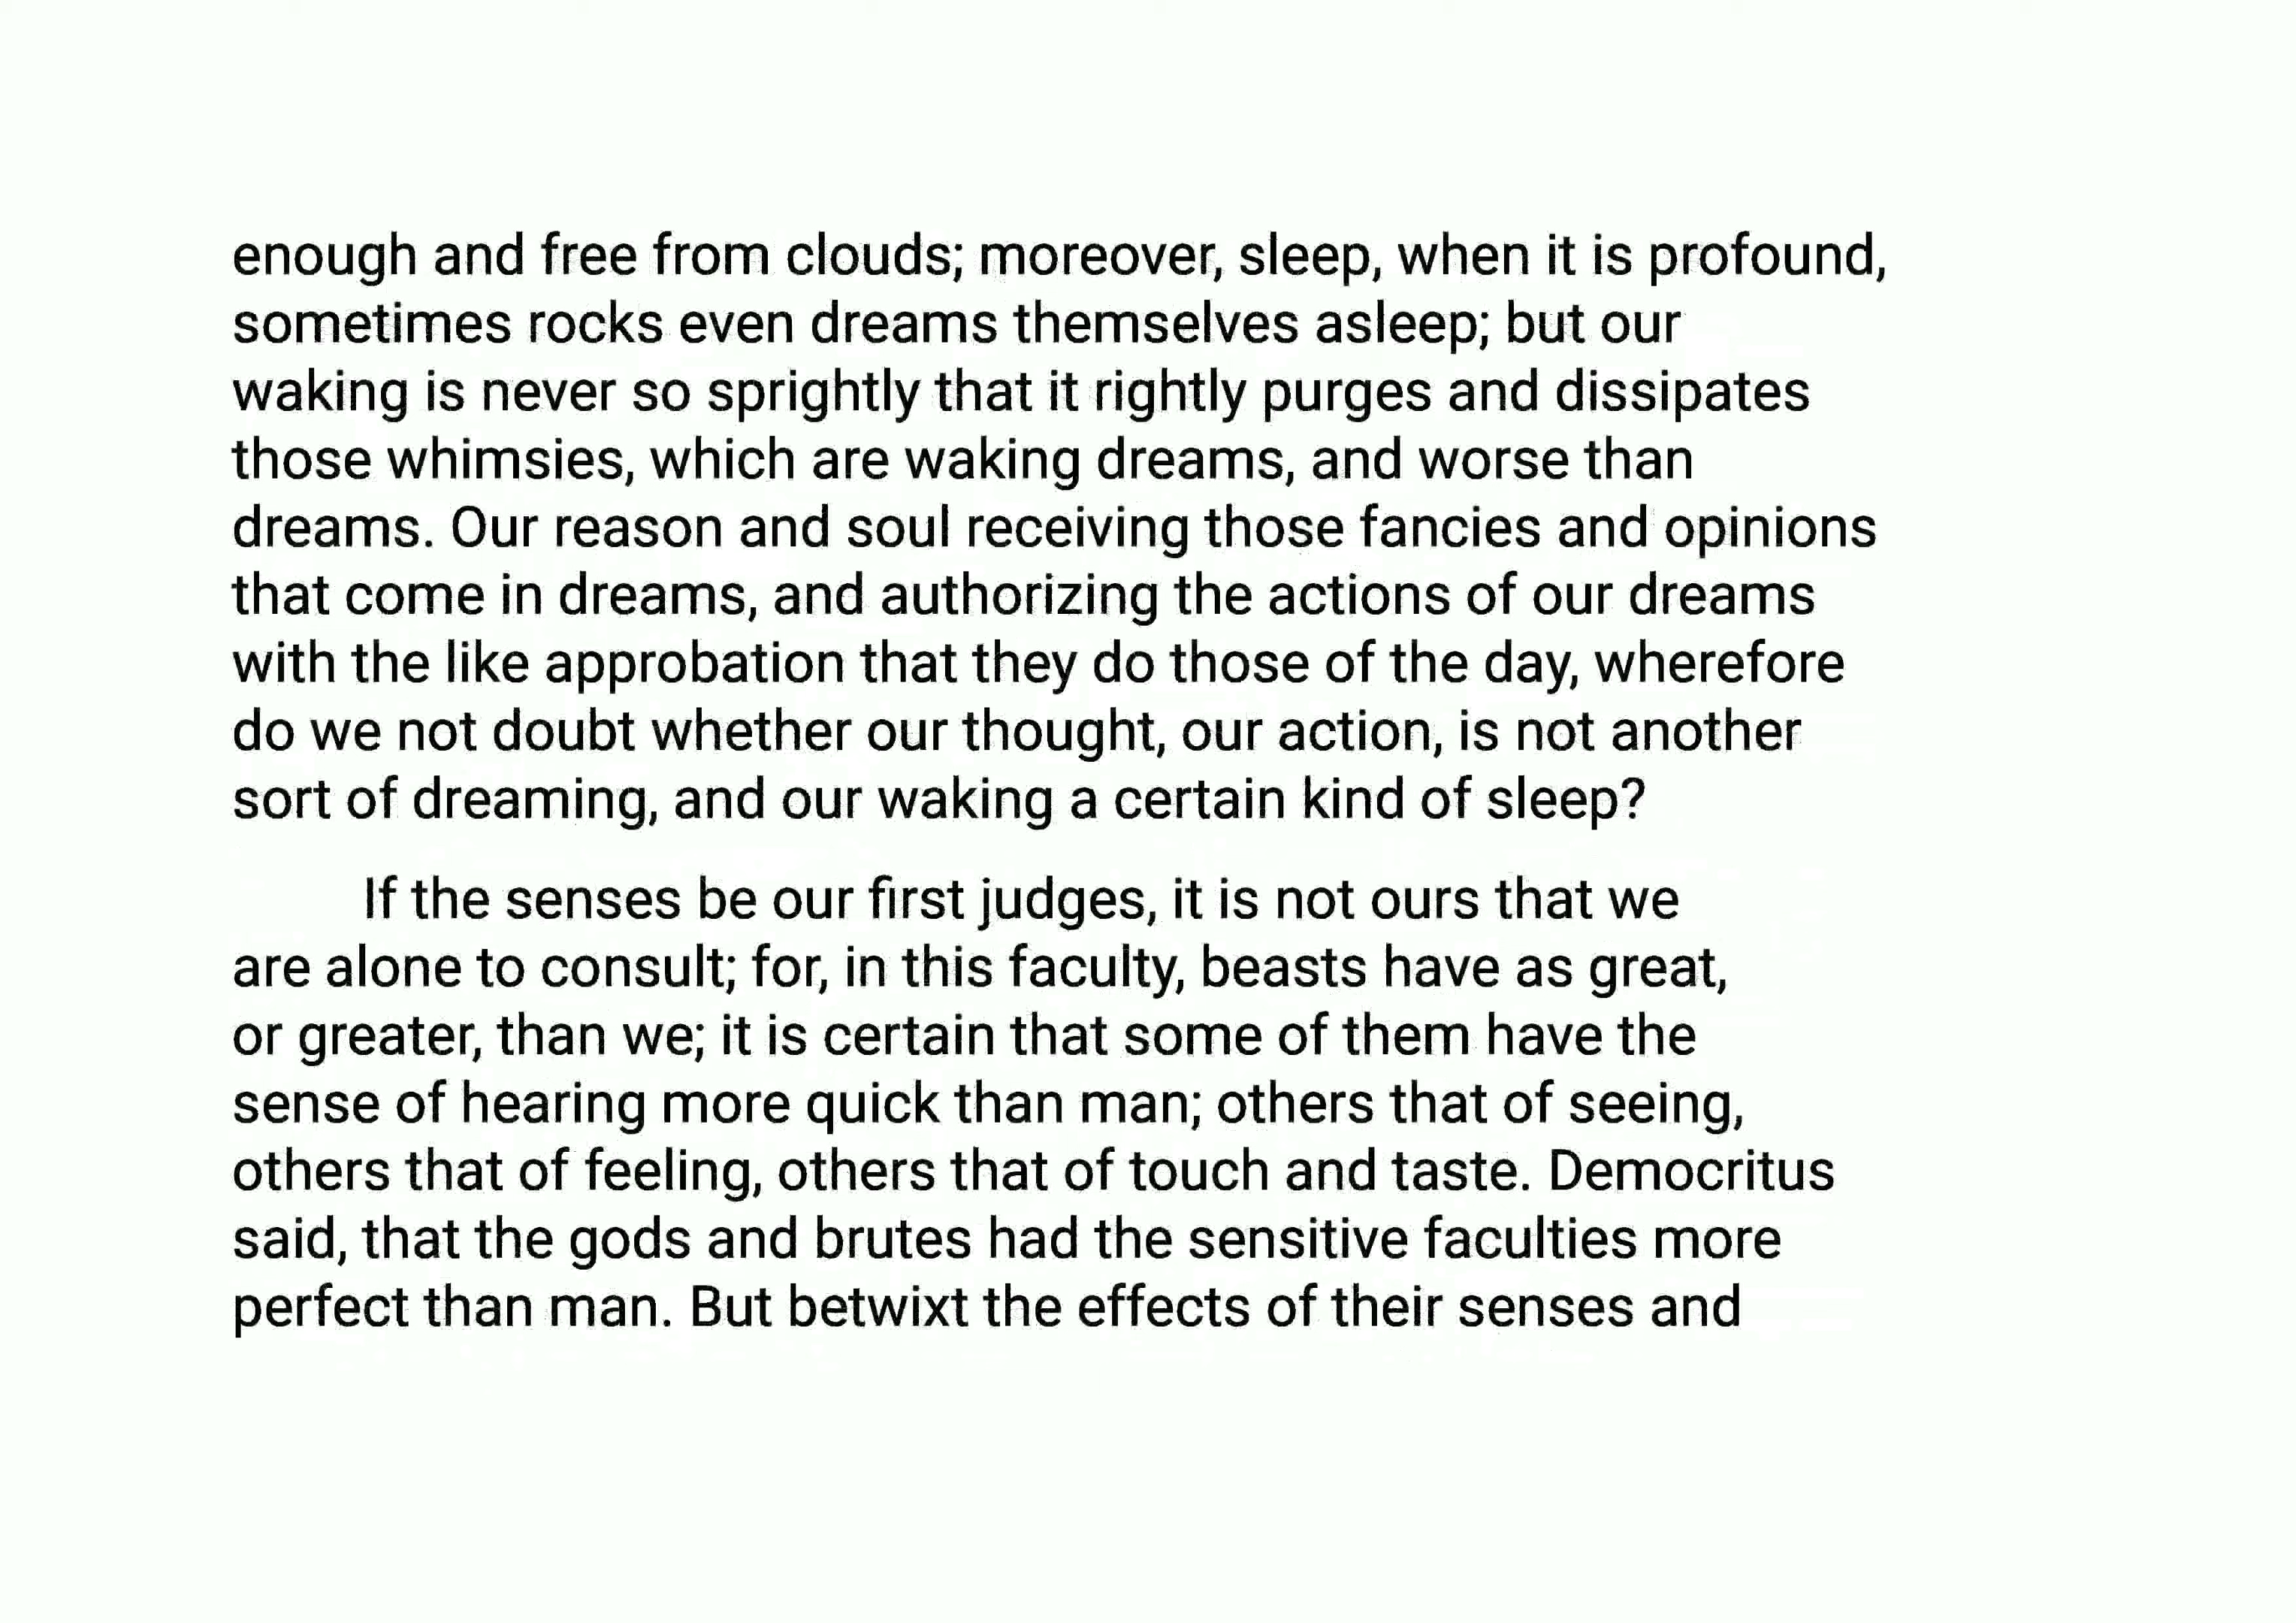 enough and free from clouds; moreover, sleep, when it is profound,
sometimes rocks even dreams themselves asleep; but our
waking is never so sprightly that it rightly purges and dissipates
those whimsies, which are waking dreams, and worse than
dreams. Our reason and soul receiving those fancies and opinions
that come in dreams, and authorizing the actions of our dreams
with the like approbation that they do those of the day, wherefore
do we not doubt whether our thought, our action, is not another
sort of dreaming, and our waking a certain kind of sleep?
If the senses be our first judges, it is not ours that we
are alone to consult; for, in this faculty, beasts have as great,
or greater, than we; it is certain that some of them have the
sense of hearing more quick than man; others that of seeing,
others that of feeling, others that of touch and taste. Democritus
said, that the gods and brutes had the sensitive faculties more
perfect than man. But betwixt the effects of their senses and